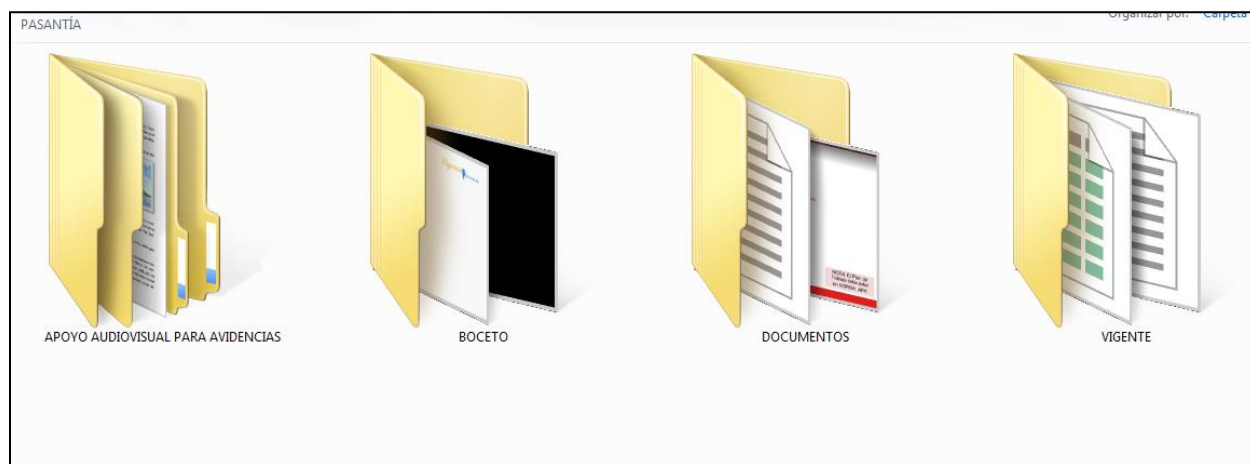 PASANTÍA
Organizar por: Carpeta
APOYO AUDIOVISUAL PARA AVIDENCIAS
BOCETO
DOCUMENTOS
VIGENTE